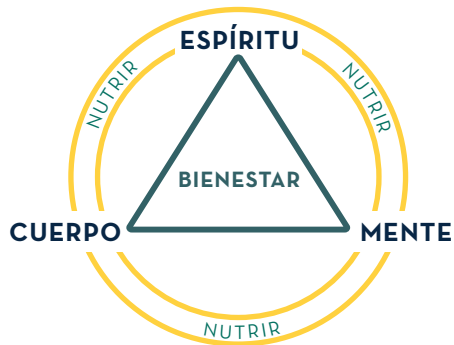 ESPÍRITU
NUTRIR
NUTRIR
BIENESTAR
CUERPO
MENTE
NUTRIR